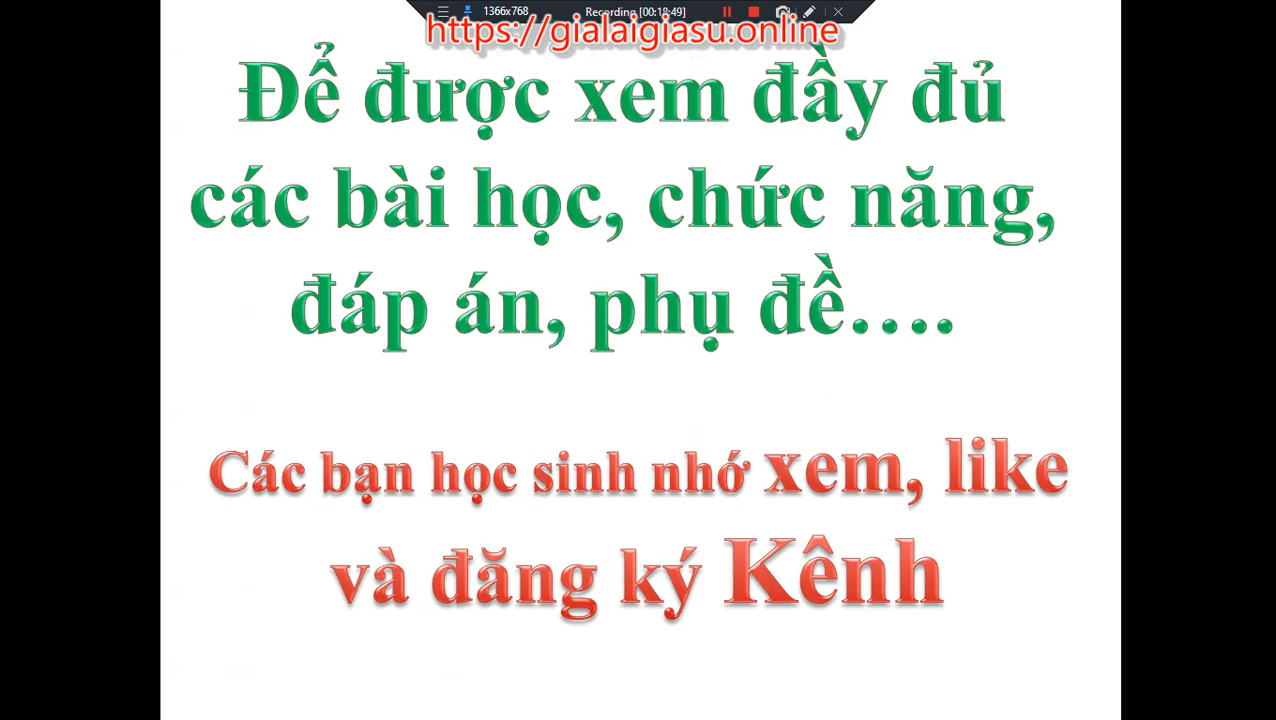 1366x768 Recording [00:18:49]
https://gialaigiasu.online
Để được xem đầy đủ
các bài học, chức năng,
đáp án, phụ đề….
Các bạn học sinh nhớ xem, like
và đăng ký Kênh